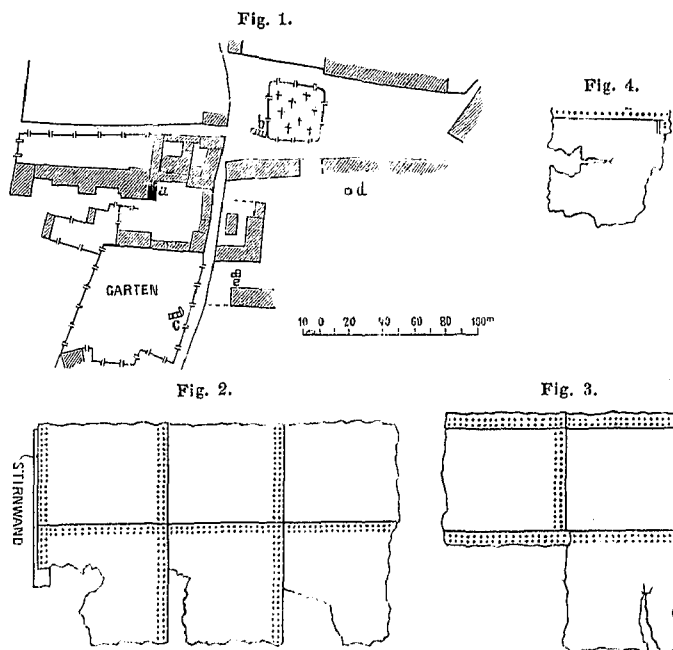 Fig. 1.
Fig. 4.
b
a
o d
e
GARTEN
c
10 0 20 40 60 80 100m
Fig. 2.
Fig. 3.
STIRNWAND